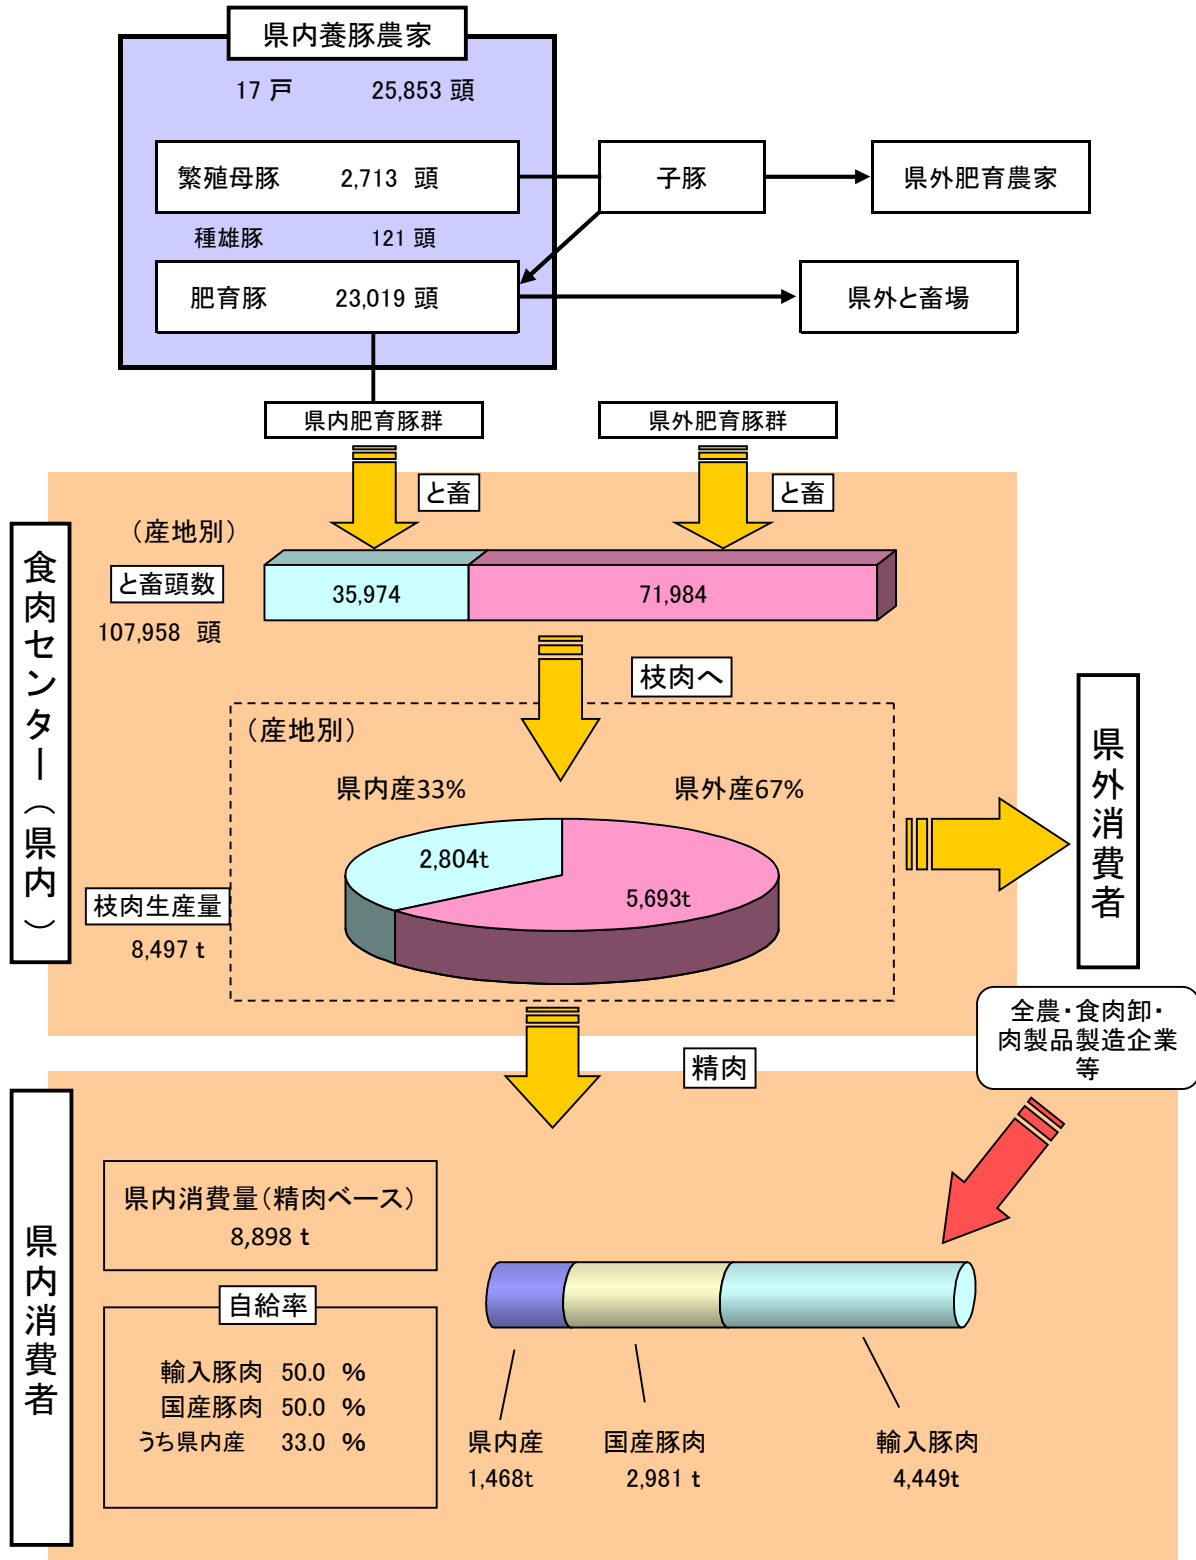 県内養豚農家
17 戸 25,853 頭
繁殖母豚 2,713 頭
子豚
県外肥育農家
種雄豚 121 頭
肥育豚 23,019 頭
県外と畜場
県内肥育豚群
県外肥育豚群
と畜
と畜
食肉センター（県内）
（産地別）
と畜頭数
107,958 頭
35,974
71,984
枝肉へ
（産地別）
県内産33%
県外産67%
2,804t
5,693t
枝肉生産量
8,497 t
県外消費者
全農・食肉卸・
肉製品製造企業
等
精肉
県内消費者
県内消費量（精肉ベース）
8,898 t
自給率
輸入豚肉 50.0 %
国産豚肉 50.0 %
うち県内産 33.0 %
県内産
1,468t
国産豚肉
2,981 t
輸入豚肉
4,449t